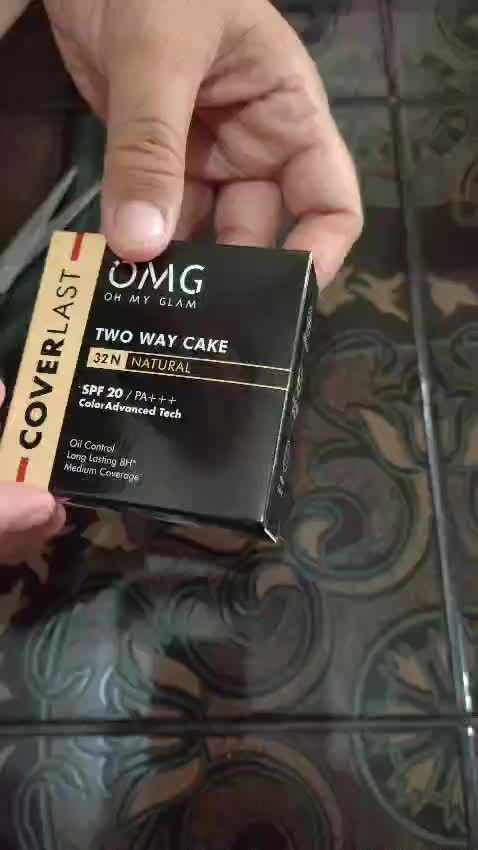 COVERLAST
OMG
OH MY GLAM
TWO WAY CAKE
32N NATURAL
SPF 20 / PA+++
ColorAdvanced Tech
Oil Control
Long Lasting 8H*
Medium Coverage